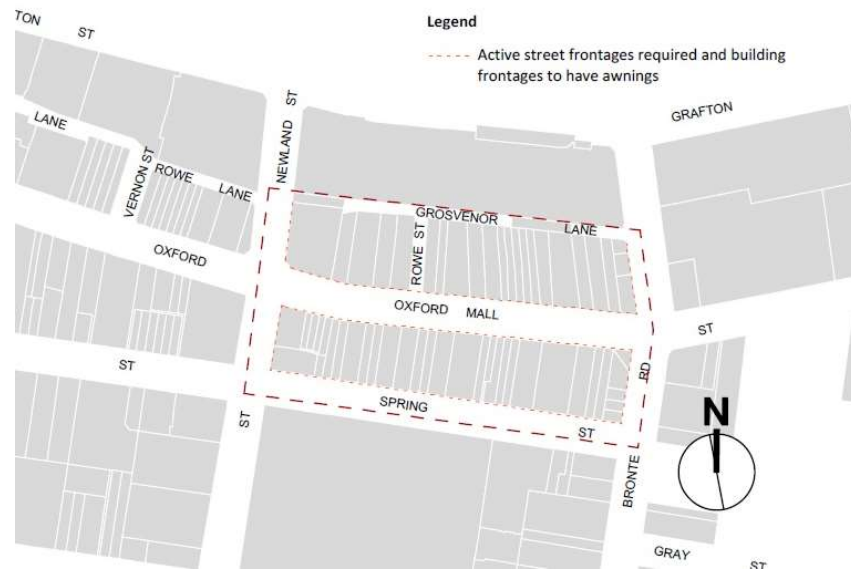 TON ST
Legend
Active street frontages required and building
frontages to have awnings
GRAFTON
NEWLAND ST
LANE
VERNON ST
ROWE LANE
GROSVENOR LANE
ROWE ST
OXFORD
OXFORD MALL
ST
ST
RD
SPRING ST
ST
N
BRONTE
GRAY ST